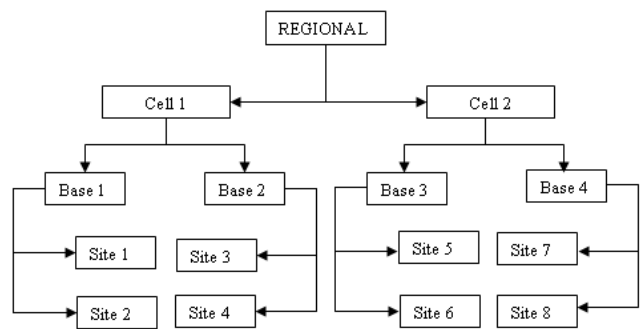 REGIONAL
Cell 1
Cell 2
Base 1
Base 2
Base 3
Base 4
Site 1
Site 3
Site 5
Site 7
Site 2
Site 4
Site 6
Site 8